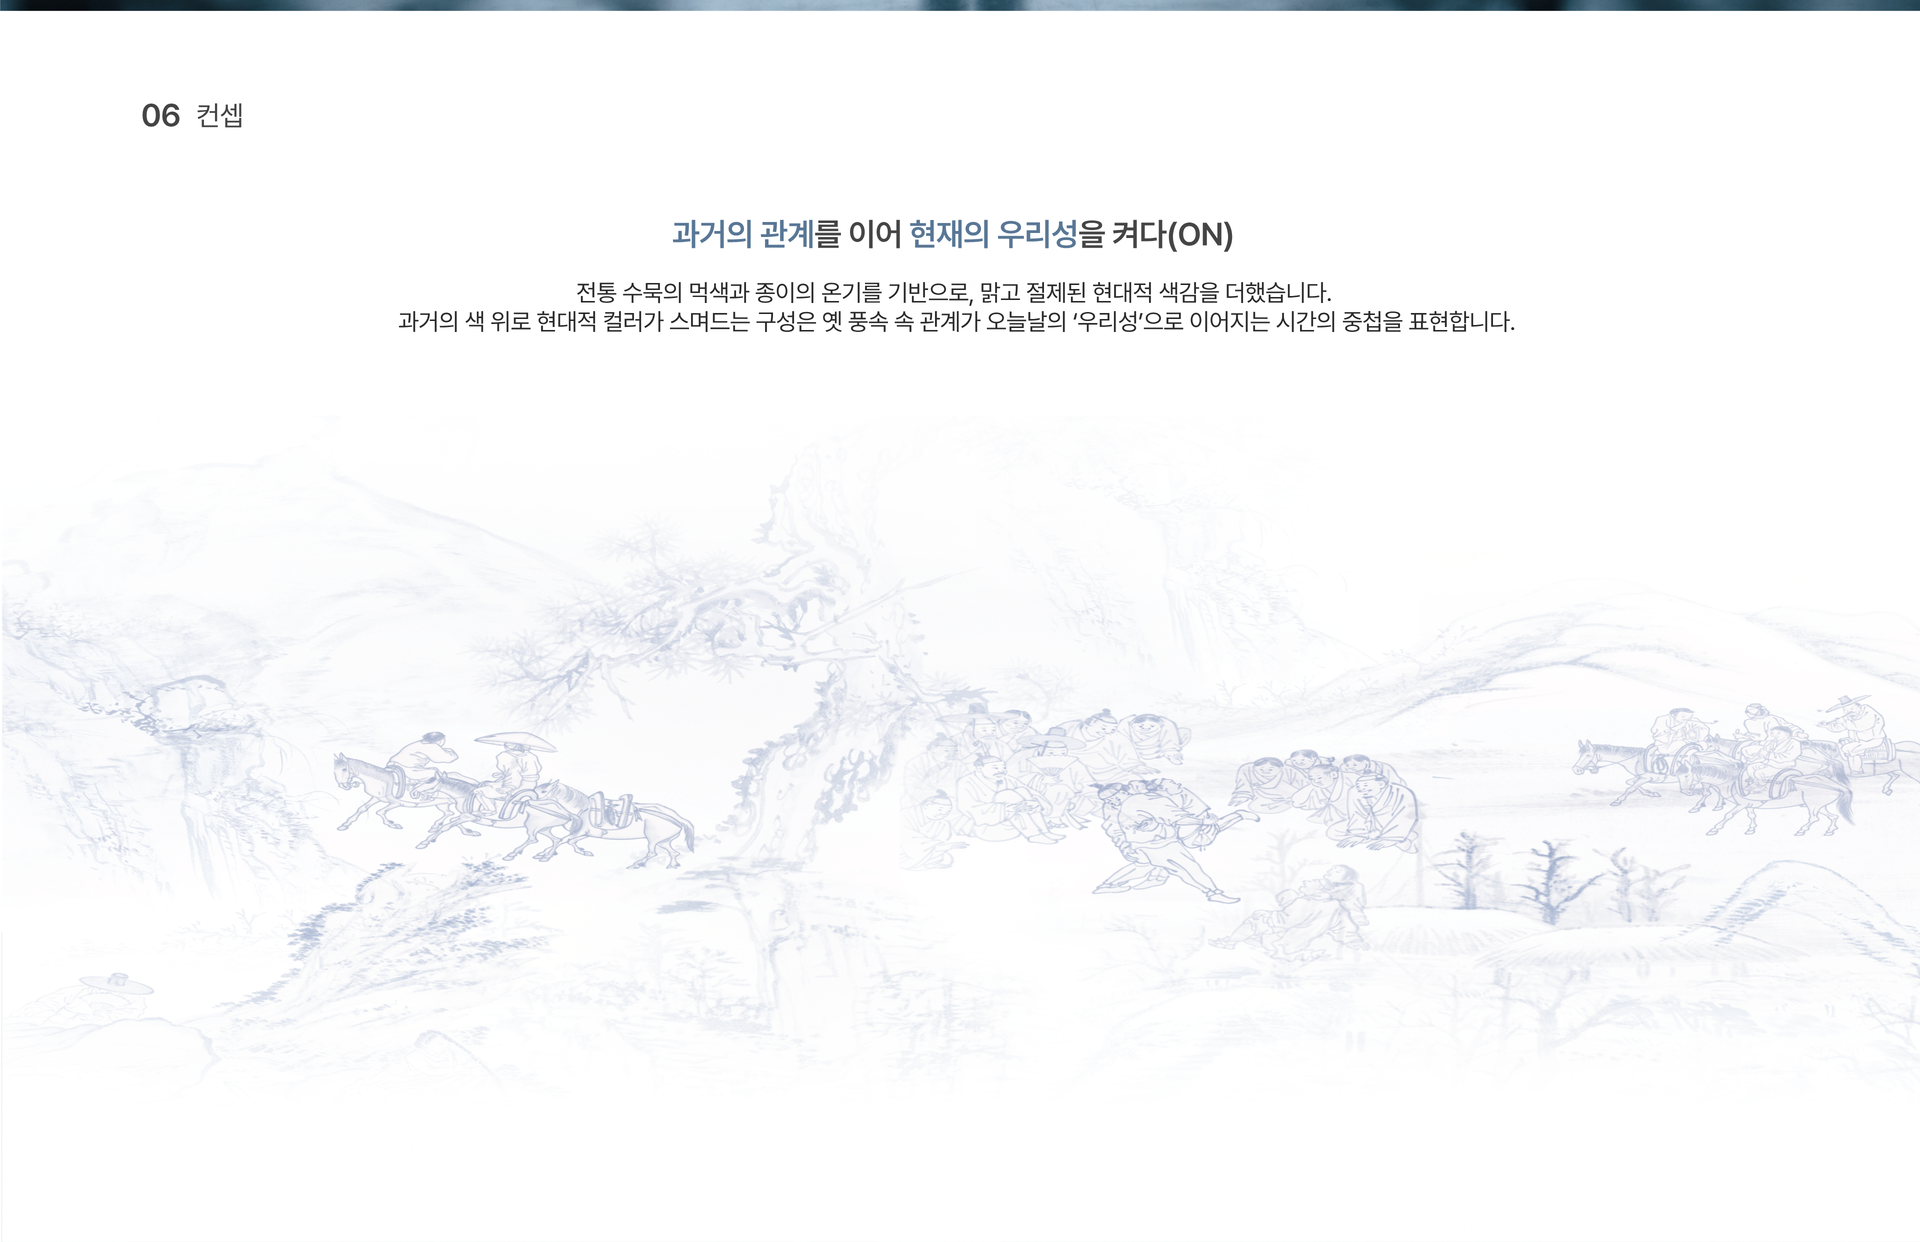 06 컨셉
과거의 관계를 이어 현재의 우리성을 켜다(ON)
전통 수묵의 먹색과 종이의 온기를 기반으로, 맑고 절제된 현대적 색감을 더했습니다.
과거의 색 위로 현대적 컬러가 스며드는 구성은 옛 풍속 속 관계가 오늘날의 ‘우리성’으로 이어지는 시간의 중첩을 표현합니다.